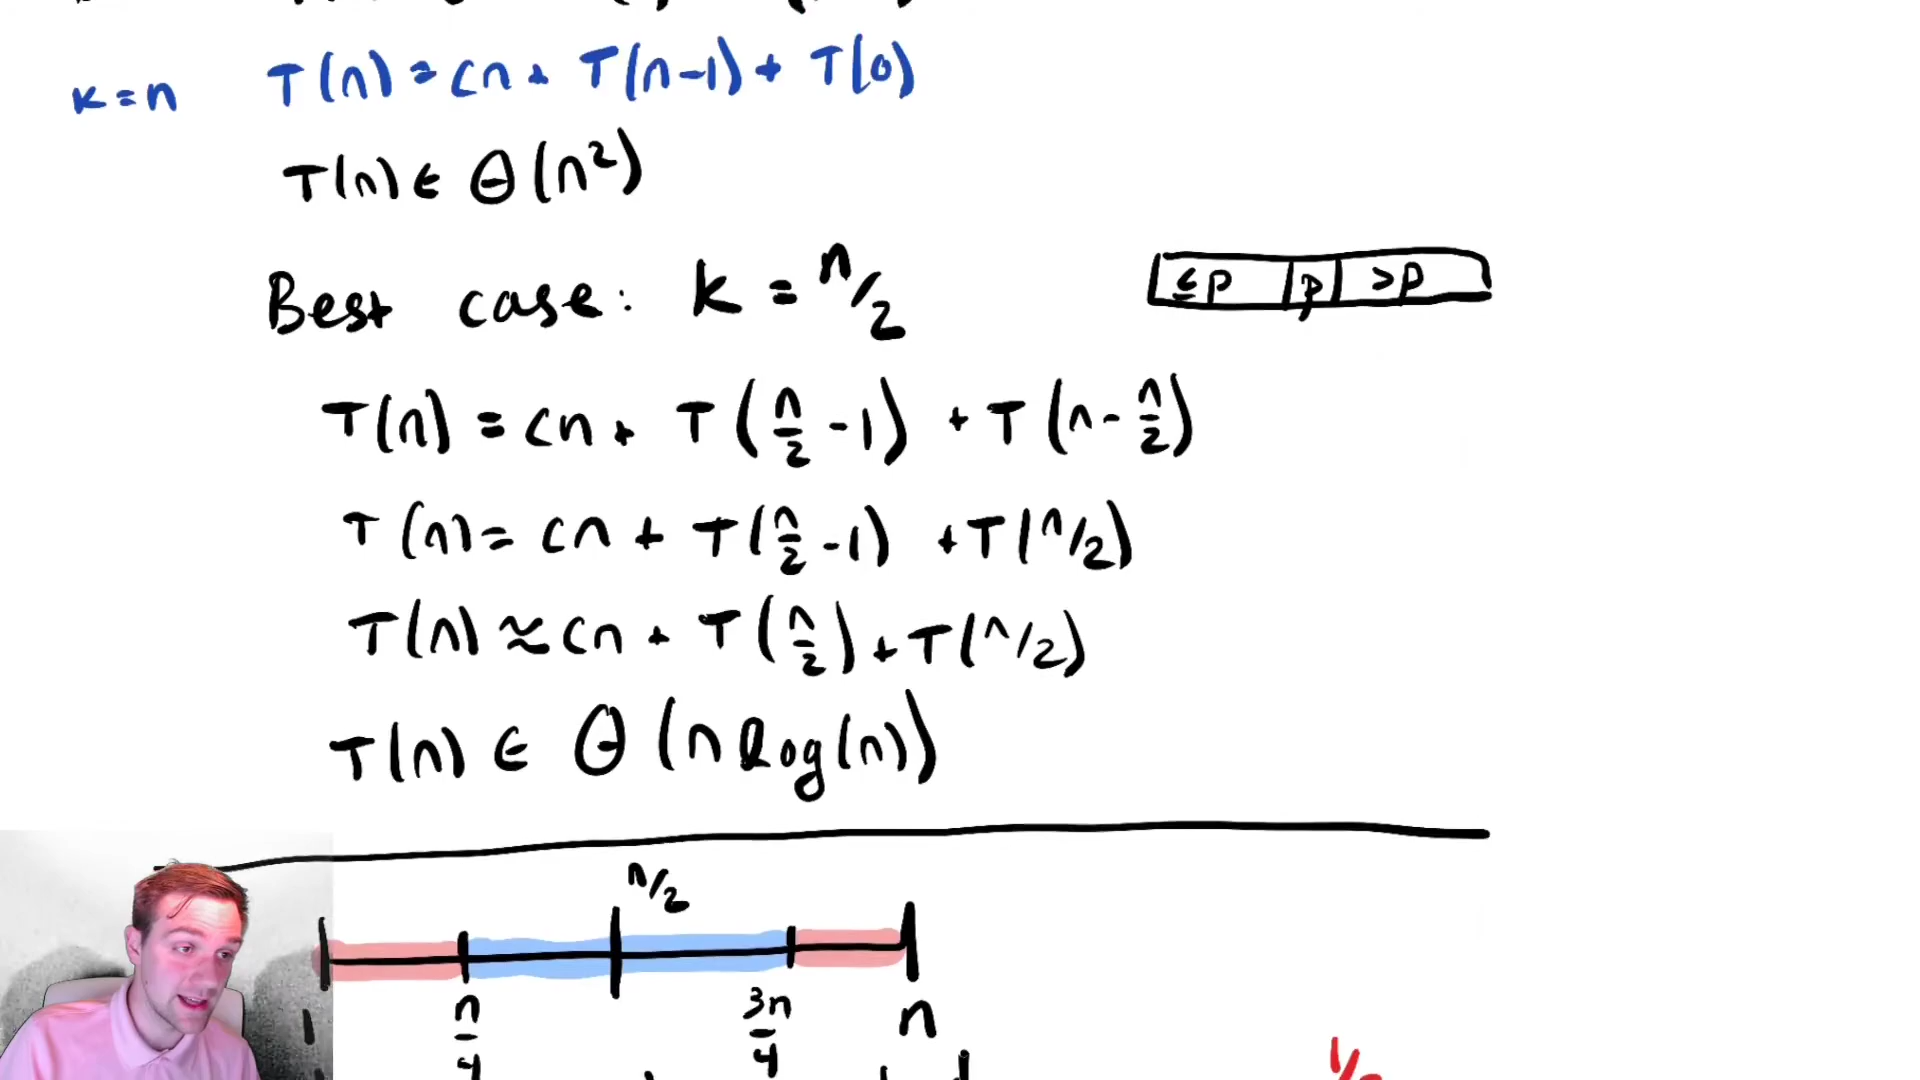 k = n T(n) = cn + T(n-1) + T(0)
T(n) ∈ Θ(n²)
Best case: k = n/2
≤p p >p
T(n) = cn + T(n/2 - 1) + T(n - n/2)
T(n) = cn + T(n/2 - 1) + T(n/2)
T(n) ≈ cn + T(n/2) + T(n/2)
T(n) ∈ Θ(n log(n))
n/2
1 n/4 3n/4 n